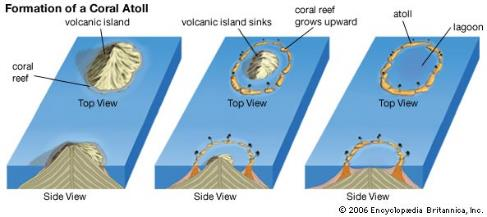 Formation of a Coral Atoll
volcanic island
coral
reef
Top View
Side View
volcanic island sinks
coral reef
grows upward
Top View
Side View
atoll
lagoon
Top View
Side View
© 2006 Encyclopædia Britannica, Inc.